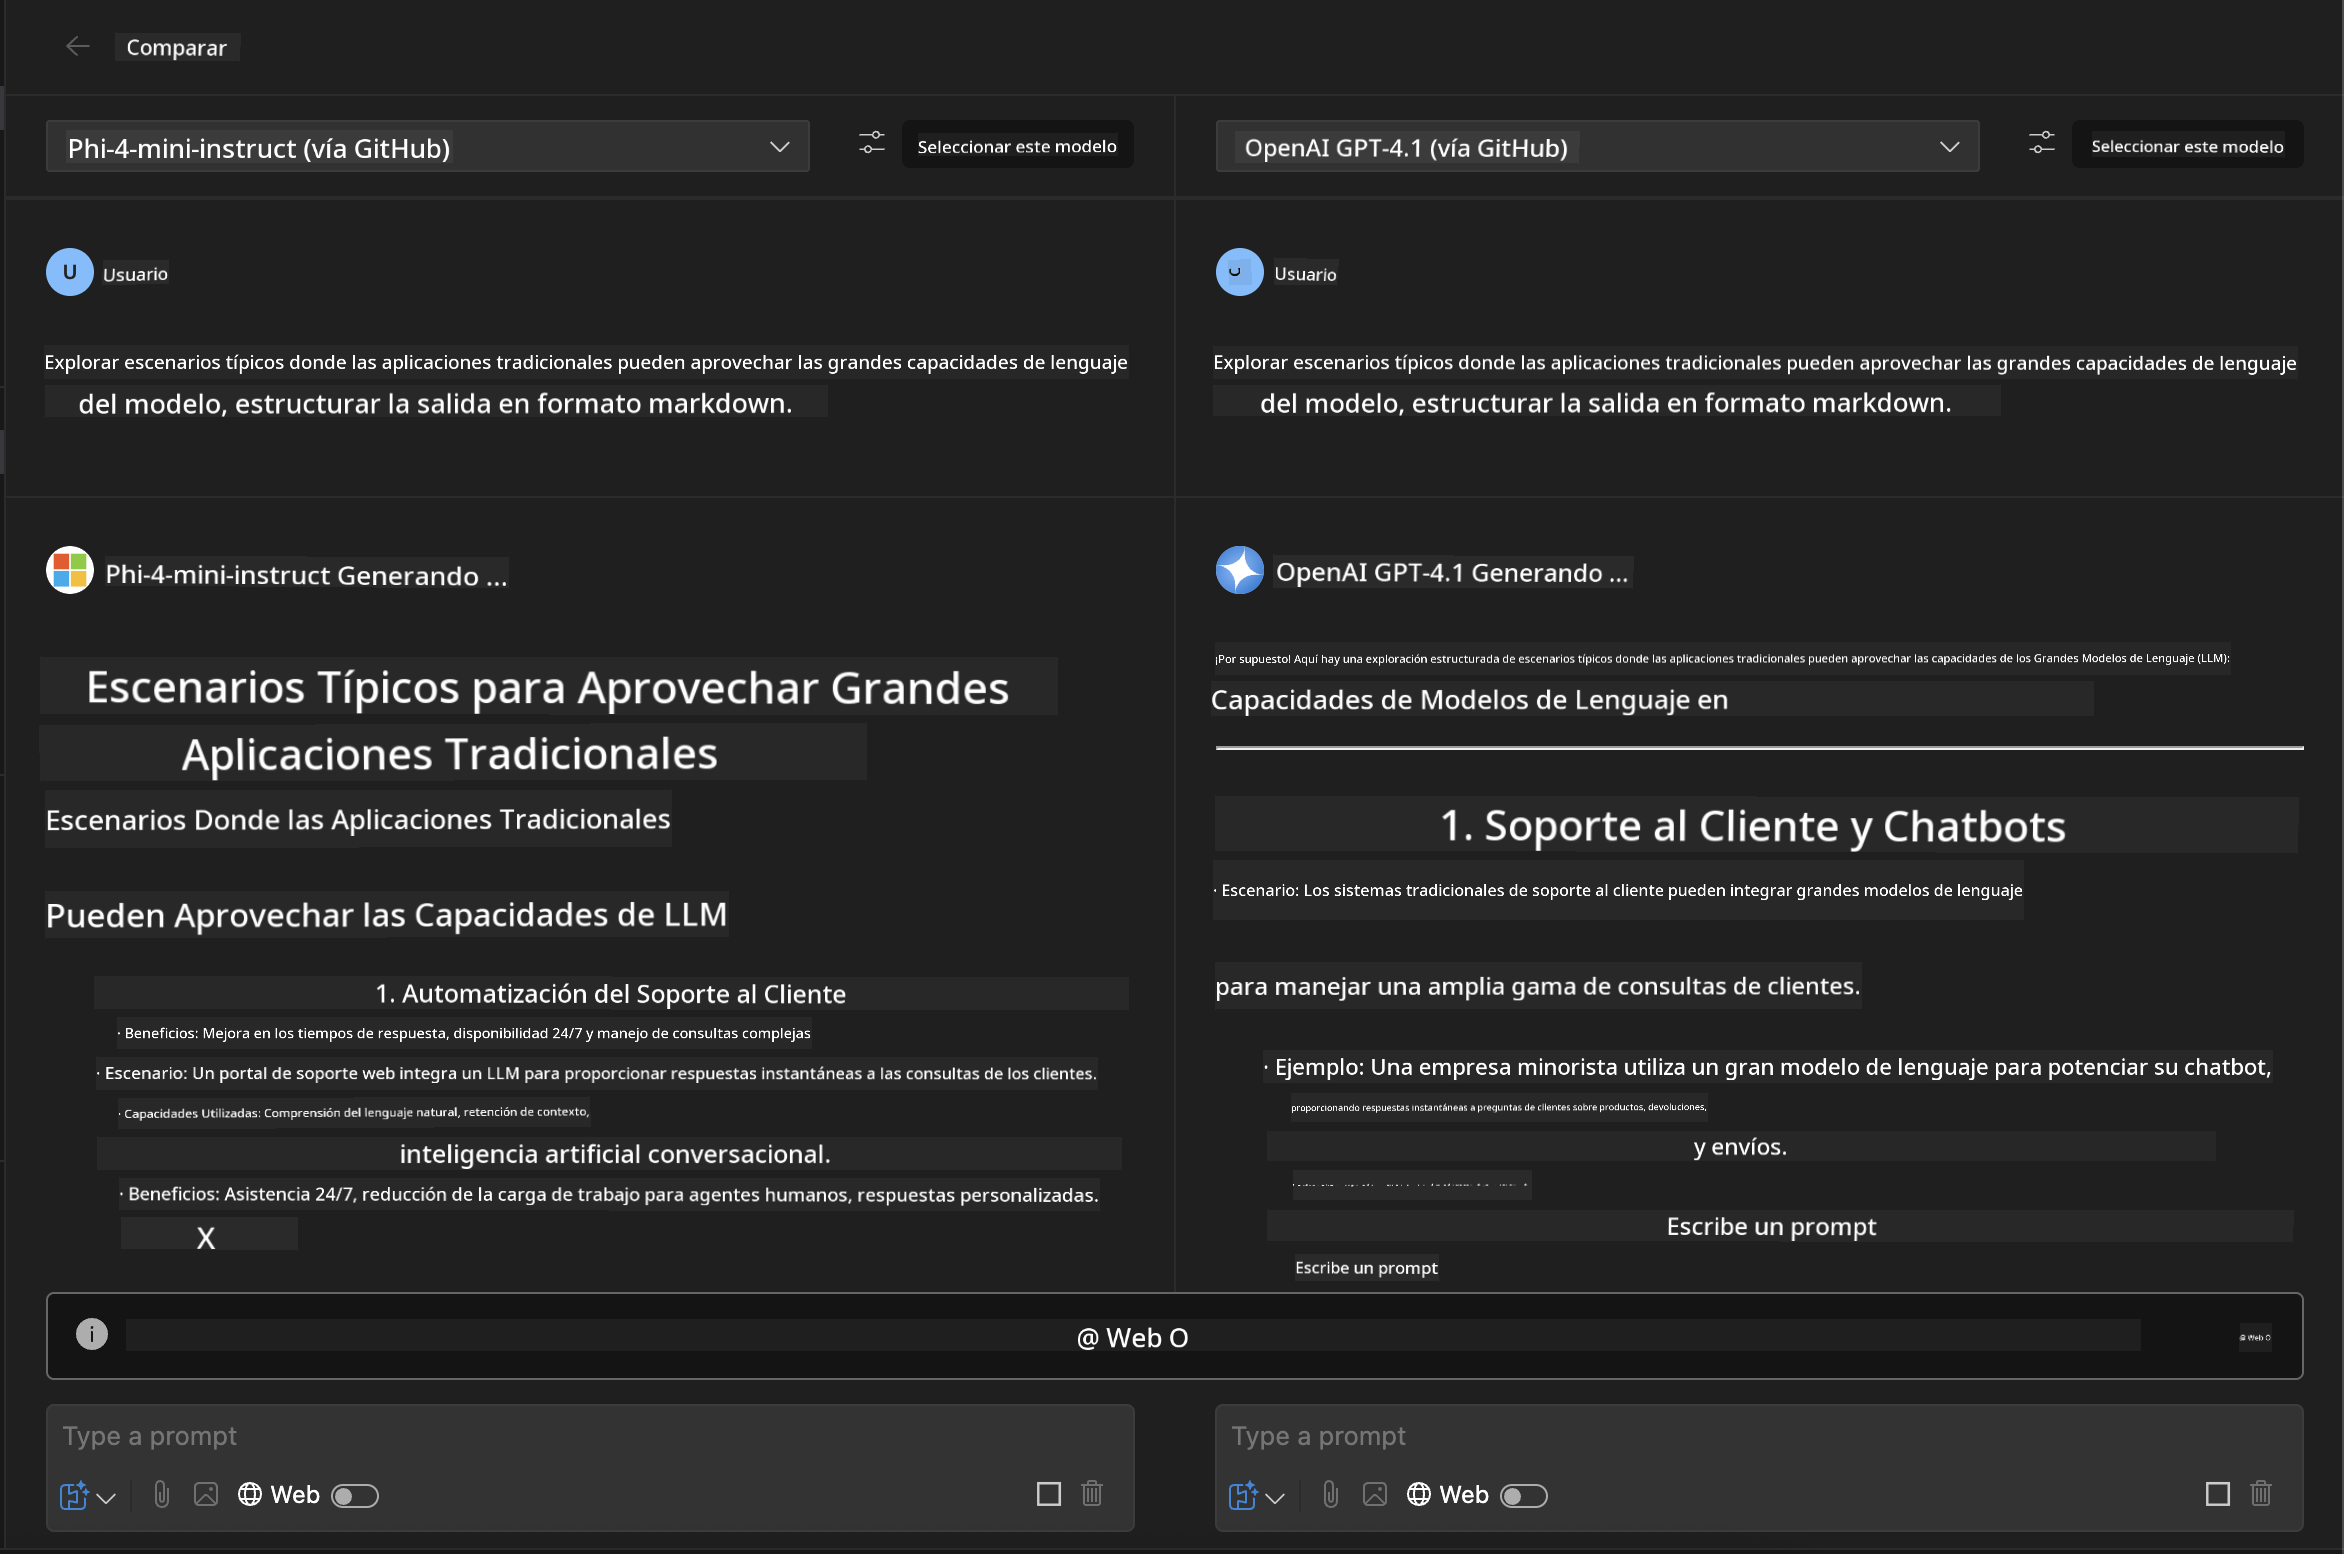 Comparar
Phi-4-mini-instruct (vía GitHub)
Seleccionar este modelo
OpenAI GPT-4.1 (vía GitHub)
Seleccionar este modelo
U
Usuario
Explorar escenarios típicos donde las aplicaciones tradicionales pueden aprovechar las grandes capacidades de lenguaje
del modelo, estructurar la salida en formato markdown.
Phi-4-mini-instruct Generando ...
Escenarios Típicos para Aprovechar Grandes
Aplicaciones Tradicionales
Escenarios Donde las Aplicaciones Tradicionales
Pueden Aprovechar las Capacidades de LLM
1. Automatización del Soporte al Cliente
· Beneficios: Mejora en los tiempos de respuesta, disponibilidad 24/7 y manejo de consultas complejas
· Escenario: Un portal de soporte web integra un LLM para proporcionar respuestas instantáneas a las consultas de los clientes.
· Capacidades Utilizadas: Comprensión del lenguaje natural, retención de contexto,
inteligencia artificial conversacional.
· Beneficios: Asistencia 24/7, reducción de la carga de trabajo para agentes humanos, respuestas personalizadas.
X
Usuario
Explorar escenarios típicos donde las aplicaciones tradicionales pueden aprovechar las grandes capacidades de lenguaje
del modelo, estructurar la salida en formato markdown.
OpenAI GPT-4.1 Generando ...
¡Por supuesto! Aquí hay una exploración estructurada de escenarios típicos donde las aplicaciones tradicionales pueden aprovechar las capacidades de los Grandes Modelos de Lenguaje (LLM):
Capacidades de Modelos de Lenguaje en
1. Soporte al Cliente y Chatbots
· Escenario: Los sistemas tradicionales de soporte al cliente pueden integrar grandes modelos de lenguaje
para manejar una amplia gama de consultas de clientes.
· Ejemplo: Una empresa minorista utiliza un gran modelo de lenguaje para potenciar su chatbot,
proporcionando respuestas instantáneas a preguntas de clientes sobre productos, devoluciones,
y envíos.
Escribe un prompt
Escribe un prompt
@ Web O
@ Web O
Type a prompt
Web
Type a prompt
Web